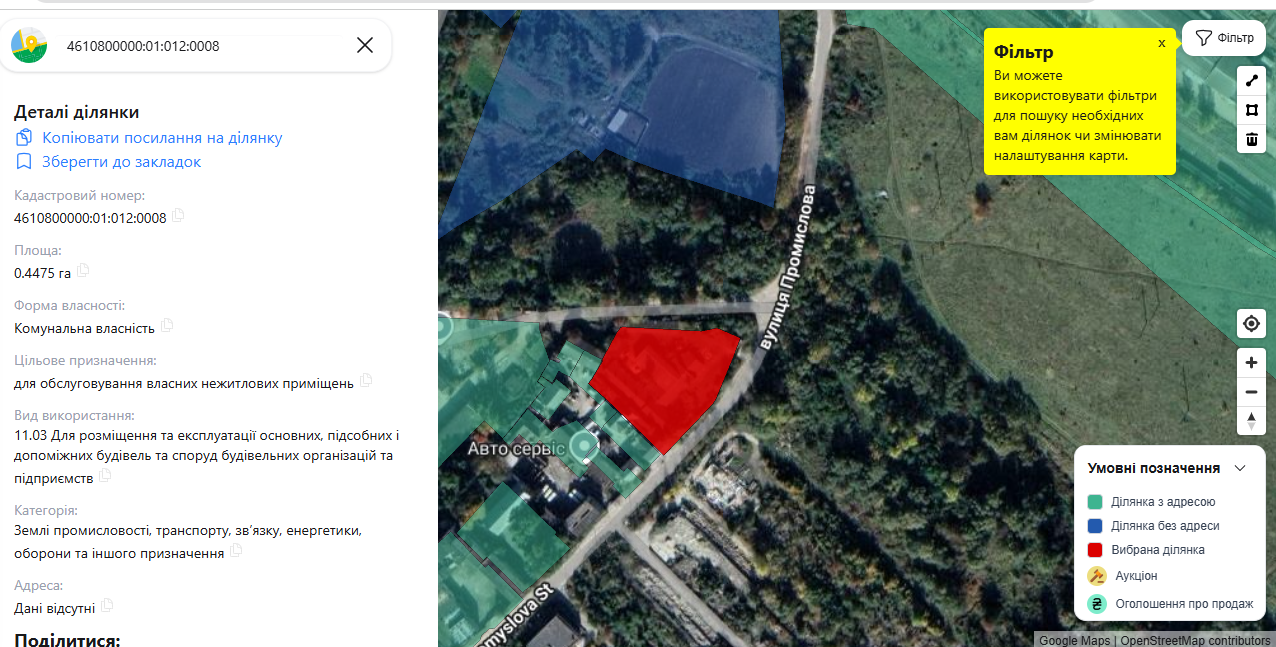 4610800000:01:012:0008
Деталі ділянки
Копіювати посилання на ділянку
Зберегти до закладок
Кадастровий номер:
4610800000:01:012:0008
Площа:
0.4475 га
Форма власності:
Комунальна власність
Цільове призначення:
для обслуговування власних нежитлових приміщень
Вид використання:
11.03 Для розміщення та експлуатації основних, підсобних і
допоміжних будівель та споруд будівельних організацій та
підприємств
Категорія:
Землі промисловості, транспорту, зв’язку, енергетики,
оборони та іншого призначення
Адреса:
Дані відсутні
Поділитися:
Фільтр
x
Ви можете
використовувати фільтри
для пошуку необхідних
вам ділянок чи змінювати
налаштування карти.
Фільтр
вулиця Промислова
Авто сервіс
myslova St
Умовні позначення
Ділянка з адресою
Ділянка без адреси
Вибрана ділянка
Аукціон
₴ Оголошення про продаж
Google Maps | OpenStreetMap contributors